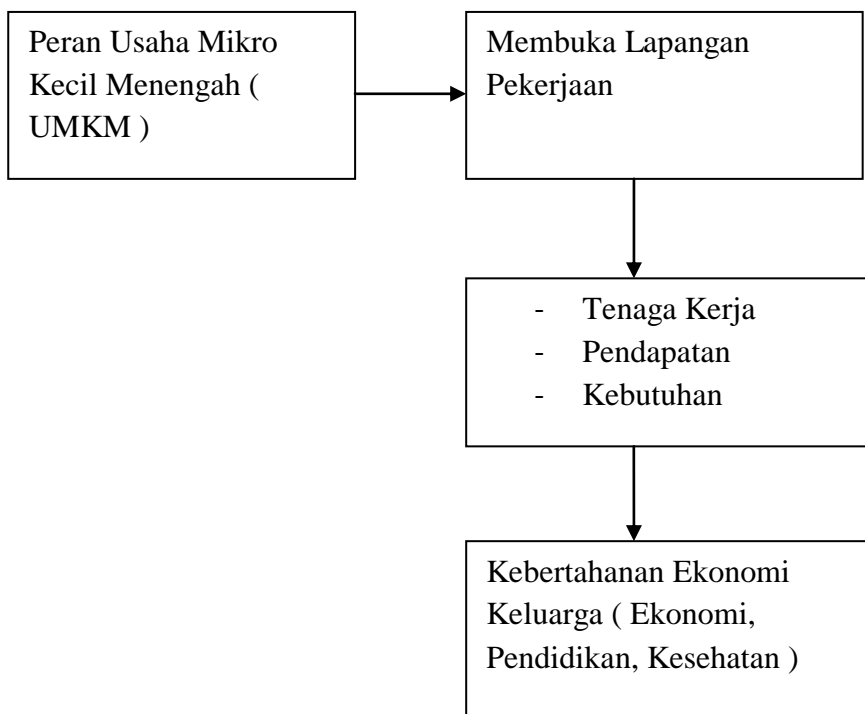 Peran Usaha Mikro
Kecil Menengah (
UMKM )
Membuka Lapangan
Pekerjaan
- Tenaga Kerja
- Pendapatan
- Kebutuhan
Kebertahanan Ekonomi
Keluarga ( Ekonomi,
Pendidikan, Kesehatan )